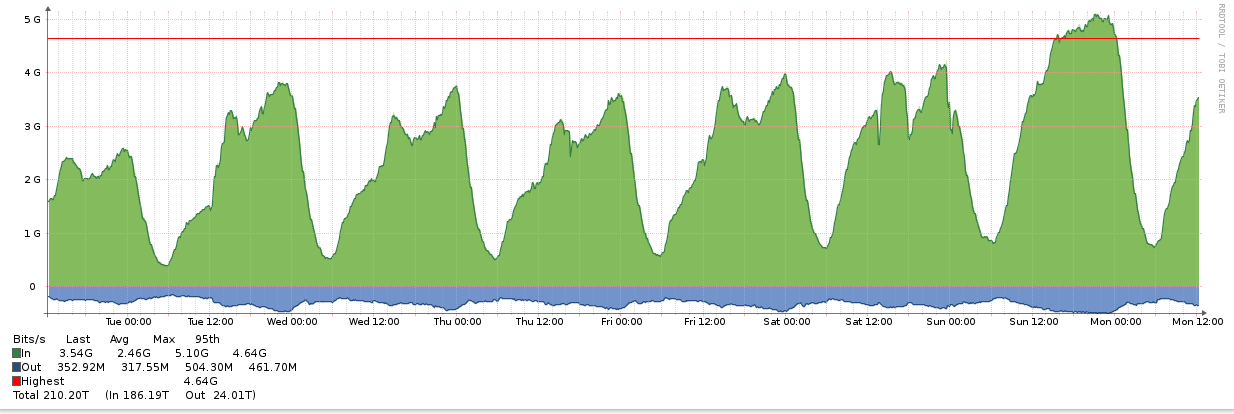 5 G
4 G
3 G
2 G
1 G
0
Tue 00:00 Tue 12:00 Wed 00:00 Wed 12:00 Thu 00:00 Thu 12:00 Fri 00:00 Fri 12:00 Sat 00:00 Sat 12:00 Sun 00:00 Sun 12:00 Mon 00:00 Mon 12:00
RRDTOOL / TOBI OETIKER
Bits/s Last Avg Max 95th
In 3.54G 2.46G 5.10G 4.64G
Out 352.92M 317.55M 504.30M 461.70M
Highest 4.64G
Total 210.20T (In 186.19T Out 24.01T)